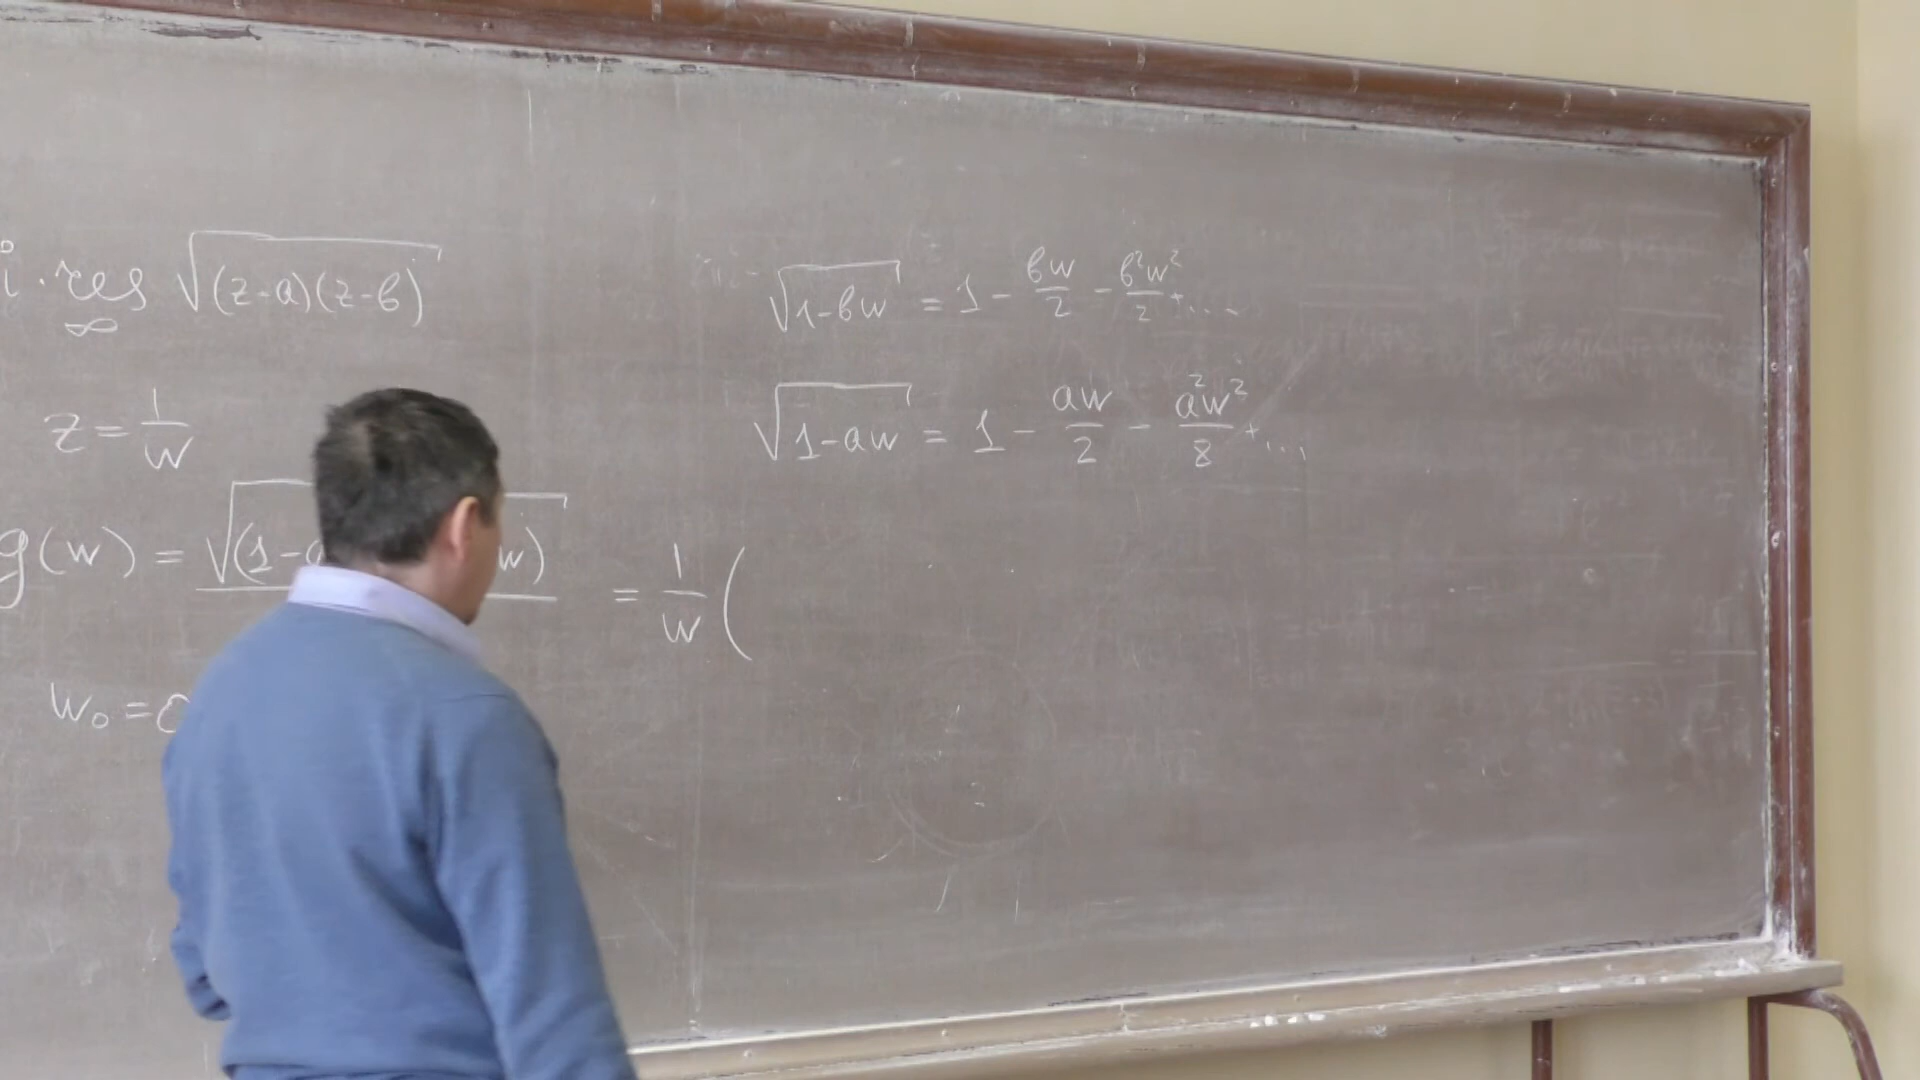 i · res √(z-a)(z-b)
∞
√1-bw = 1 - bw/2 - b²w²/2 + ...
√1-aw = 1 - aw/2 - a²w²/8 + ...
z = 1/w
g(w) = √(1-a w) = 1/w (
w₀ = 0